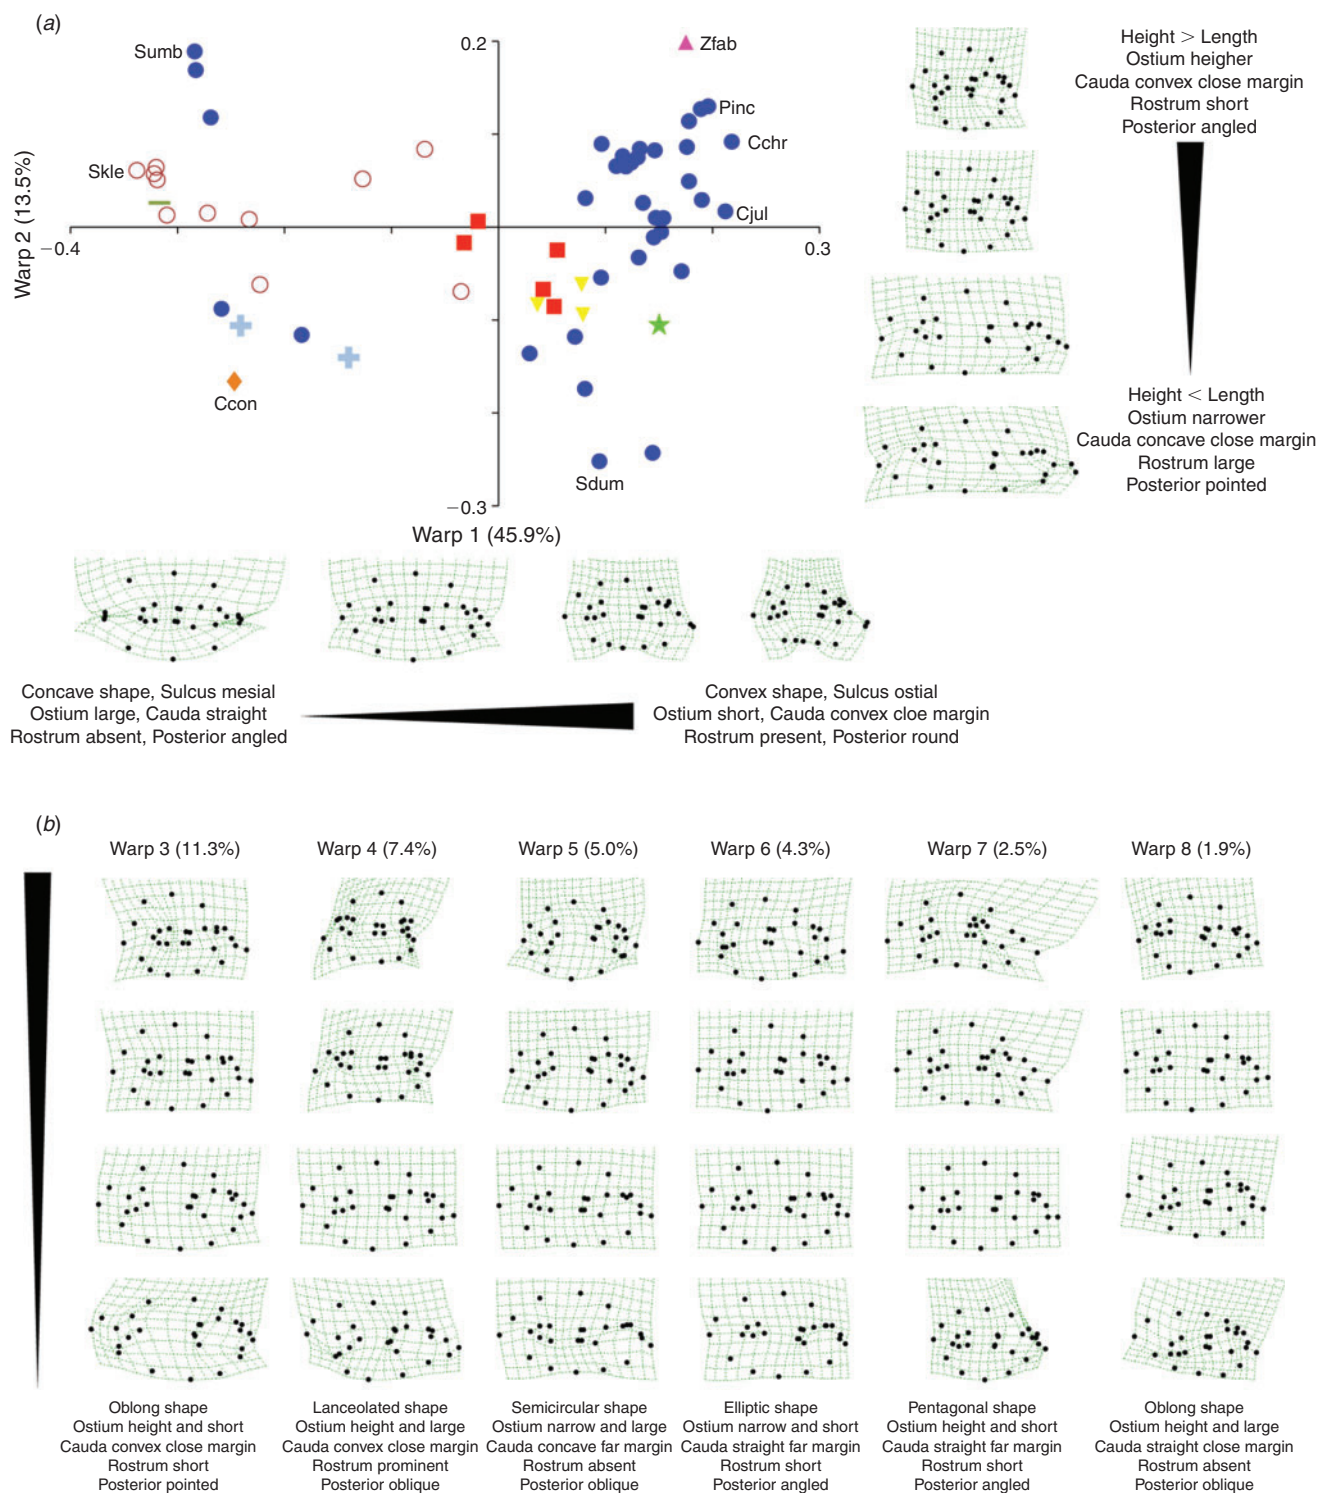 (a)
Sumb
0.2
Zfab
Pinc
Cchr
Skle
Cjul
−0.4
0.3
Warp 2 (13.5%)
Ccon
Sdum
−0.3
Warp 1 (45.9%)
Height > Length
Ostium heigher
Cauda convex close margin
Rostrum short
Posterior angled
Height < Length
Ostium narrower
Cauda concave close margin
Rostrum large
Posterior pointed
Concave shape, Sulcus mesial
Ostium large, Cauda straight
Rostrum absent, Posterior angled
Convex shape, Sulcus ostial
Ostium short, Cauda convex cloe margin
Rostrum present, Posterior round
(b)
Warp 3 (11.3%)
Warp 4 (7.4%)
Warp 5 (5.0%)
Warp 6 (4.3%)
Warp 7 (2.5%)
Warp 8 (1.9%)
Oblong shape
Ostium height and short
Cauda convex close margin
Rostrum short
Posterior pointed
Lanceolated shape
Ostium height and large
Cauda convex close margin
Rostrum prominent
Posterior oblique
Semicircular shape
Ostium narrow and large
Cauda concave far margin
Rostrum absent
Posterior oblique
Elliptic shape
Ostium narrow and short
Cauda straight far margin
Rostrum short
Posterior angled
Pentagonal shape
Ostium height and short
Cauda straight far margin
Rostrum short
Posterior angled
Oblong shape
Ostium height and large
Cauda straight close margin
Rostrum absent
Posterior oblique